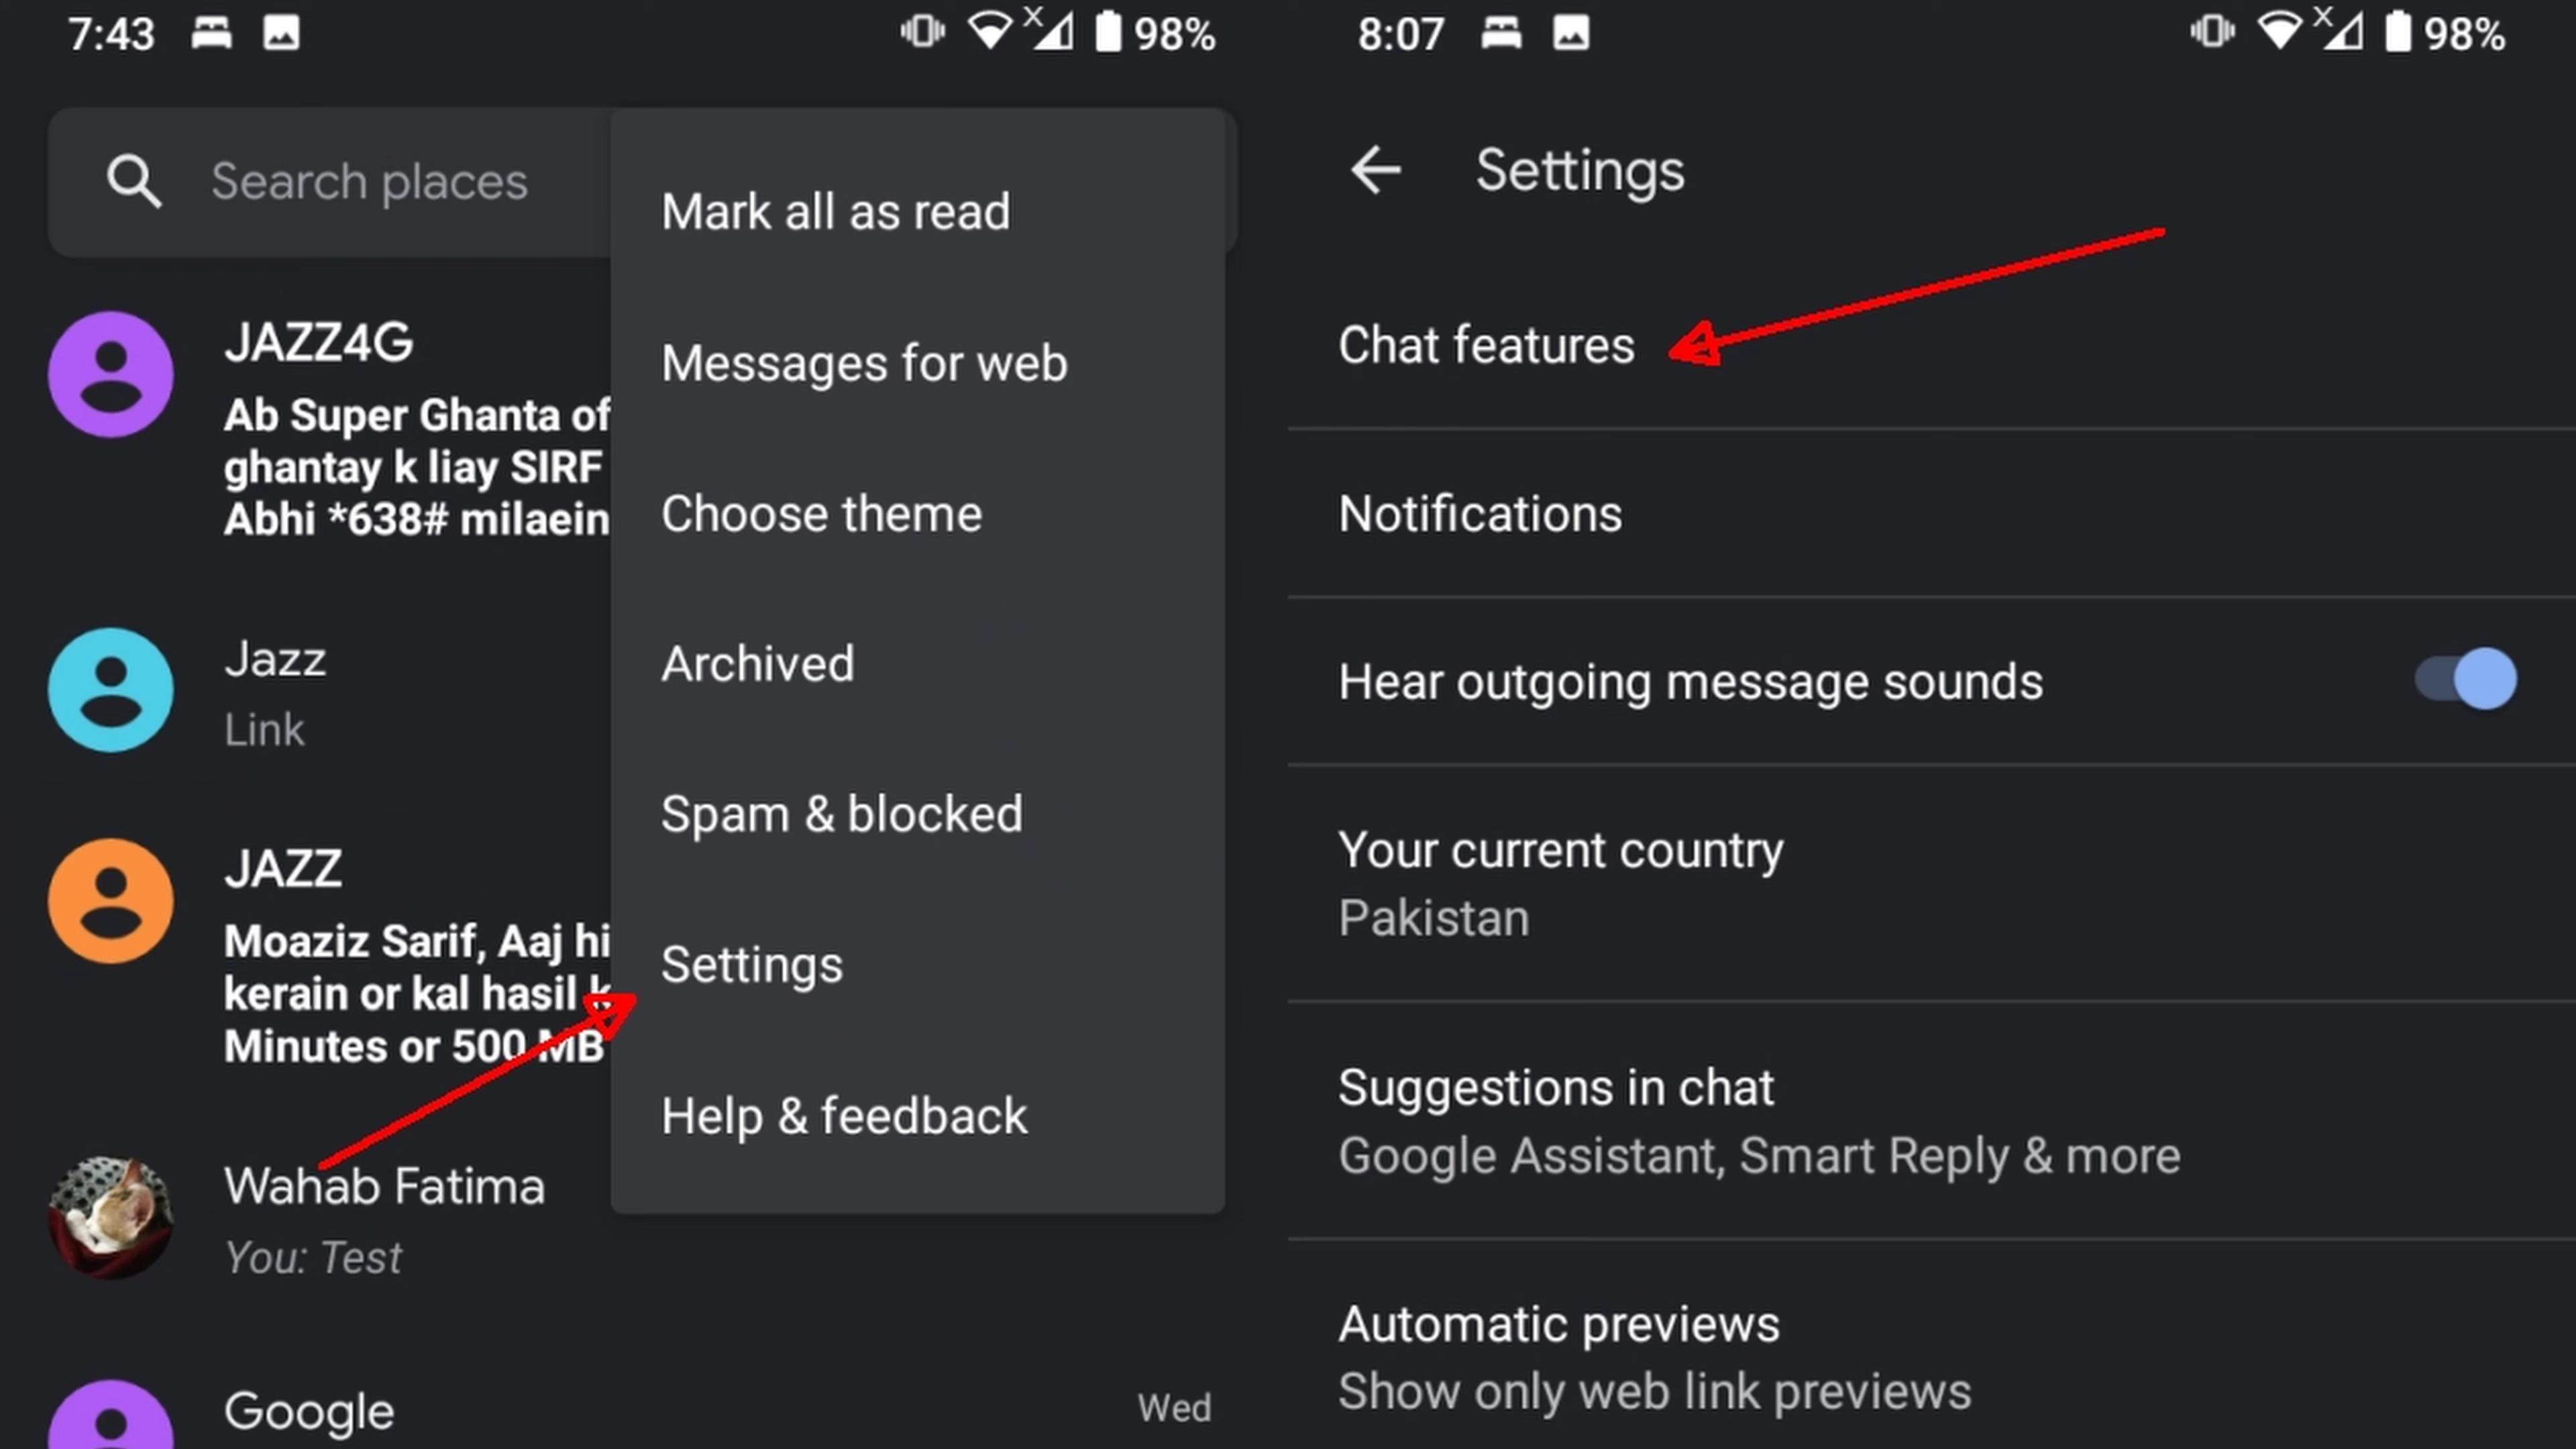 7:43
98%
Search places
JAZZ4G
Ab Super Ghanta of
ghantay k liay SIRF
Abhi *638# milaein
Jazz
Link
JAZZ
Moaziz Sarif, Aaj hi
kerain or kal hasil k
Minutes or 500 MB
Wahab Fatima
You: Test
Google
Wed
Mark all as read
Messages for web
Choose theme
Archived
Spam & blocked
Settings
Help & feedback
8:07
98%
Settings
Chat features
Notifications
Hear outgoing message sounds
Your current country
Pakistan
Suggestions in chat
Google Assistant, Smart Reply & more
Automatic previews
Show only web link previews